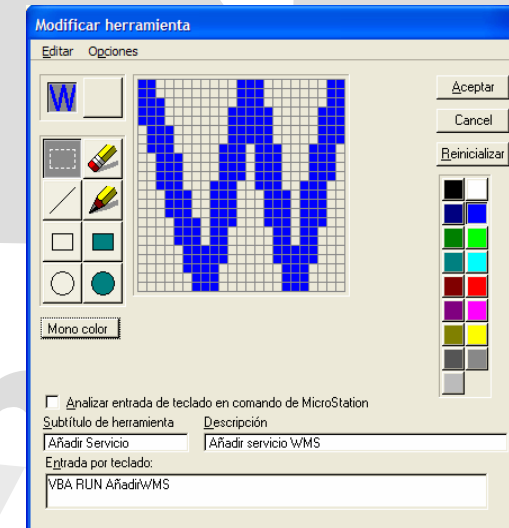 Modificar herramienta
Editar Opciones
W
Aceptar
Cancel
Reinicializar
Mono color
Analizar entrada de teclado en comando de MicroStation
Subtítulo de herramienta Descripción
Añadir Servicio Añadir servicio WMS
Entrada por teclado:
VBA RUN AñadirWMS